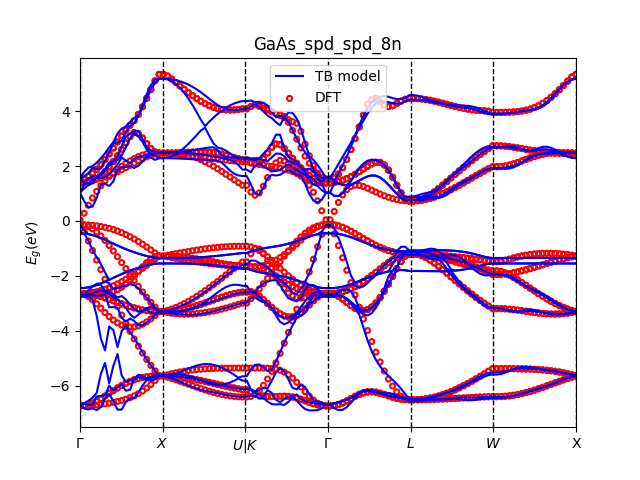 GaAs_spd_spd_8n
TB model
DFT
E_g(eV)
4
2
0
−2
−4
−6
Γ X U|K Γ L W X